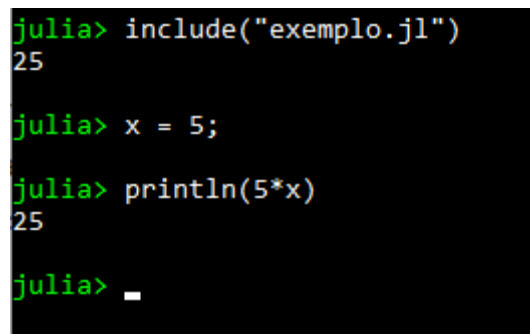 julia> include("exemplo.jl")
25
julia> x = 5;
julia> println(5*x)
25
julia>